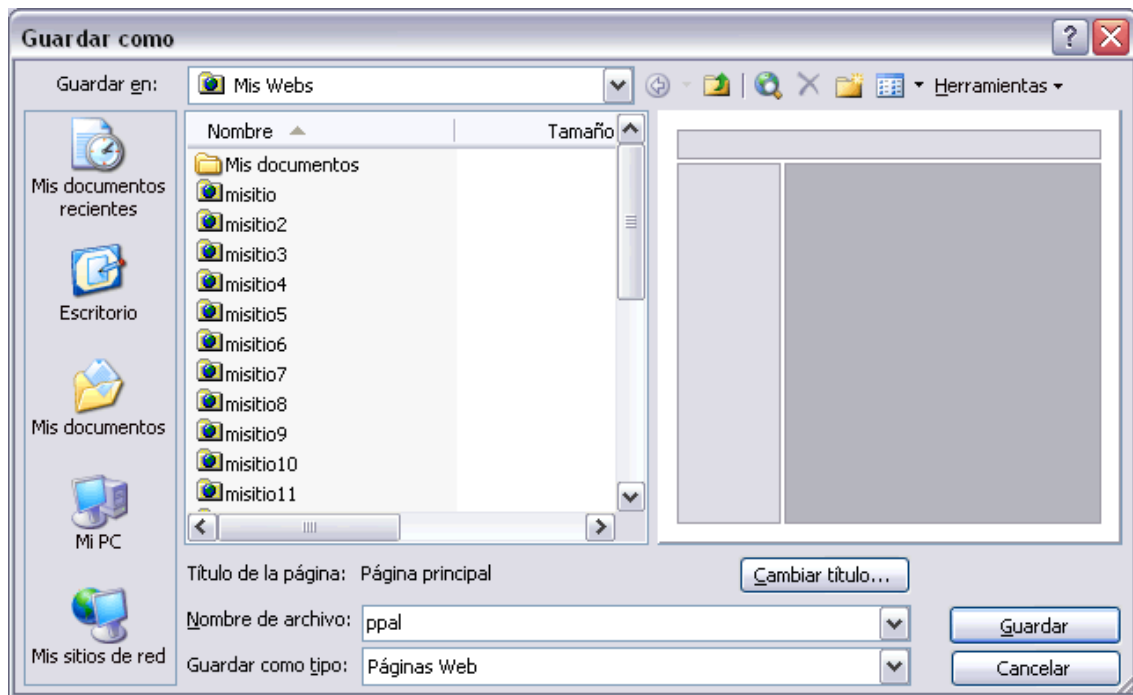 Guardar como
Guardar en:
Mis Webs
Herramientas
Mis documentos
recientes
Escritorio
Mis documentos
Mi PC
Mis sitios de red
Nombre
Tamaño
Mis documentos
misitio
misitio2
misitio3
misitio4
misitio5
misitio6
misitio7
misitio8
misitio9
misitio10
misitio11
Título de la página: Página principal
Cambiar título...
Nombre de archivo: ppal
Guardar
Guardar como tipo: Páginas Web
Cancelar